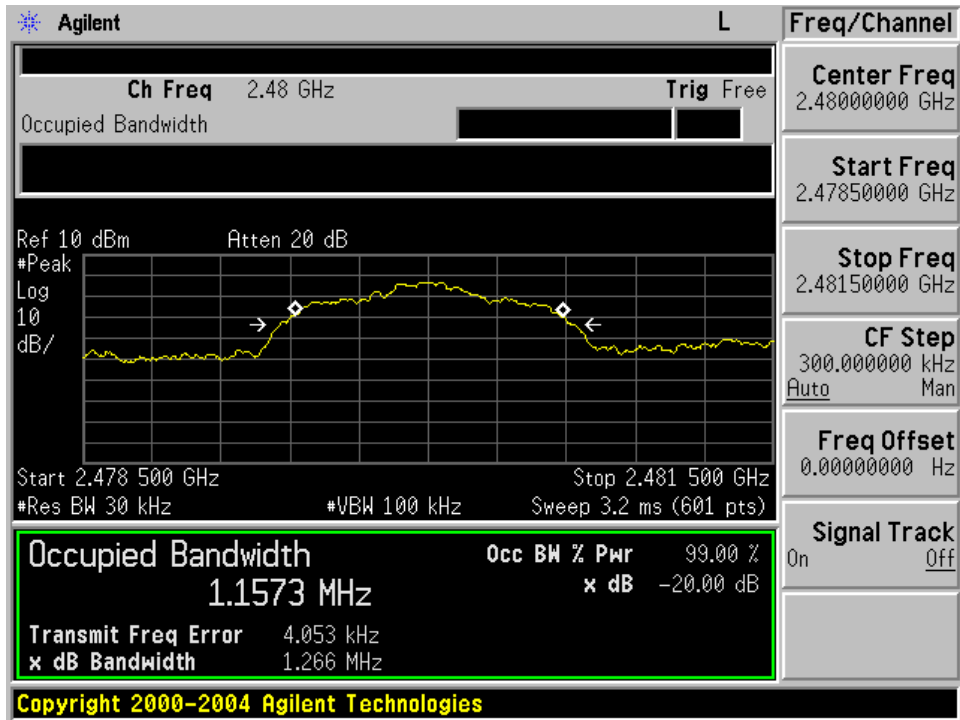 Agilent L Freq/Channel
Ch Freq 2.48 GHz Trig Free
Occupied Bandwidth
Center Freq
2.48000000 GHz
Start Freq
2.47850000 GHz
Stop Freq
2.48150000 GHz
CF Step
300.000000 kHz
Auto Man
Freq Offset
0.00000000 Hz
Signal Track
On Off
Ref 10 dBm Atten 20 dB
#Peak
Log
10
dB/
Start 2.478 500 GHz Stop 2.481 500 GHz
#Res BW 30 kHz #VBW 100 kHz Sweep 3.2 ms (601 pts)
Occupied Bandwidth Occ BW % Pwr 99.00 %
1.1573 MHz x dB -20.00 dB
Transmit Freq Error 4.053 kHz
x dB Bandwidth 1.266 MHz
Copyright 2000-2004 Agilent Technologies